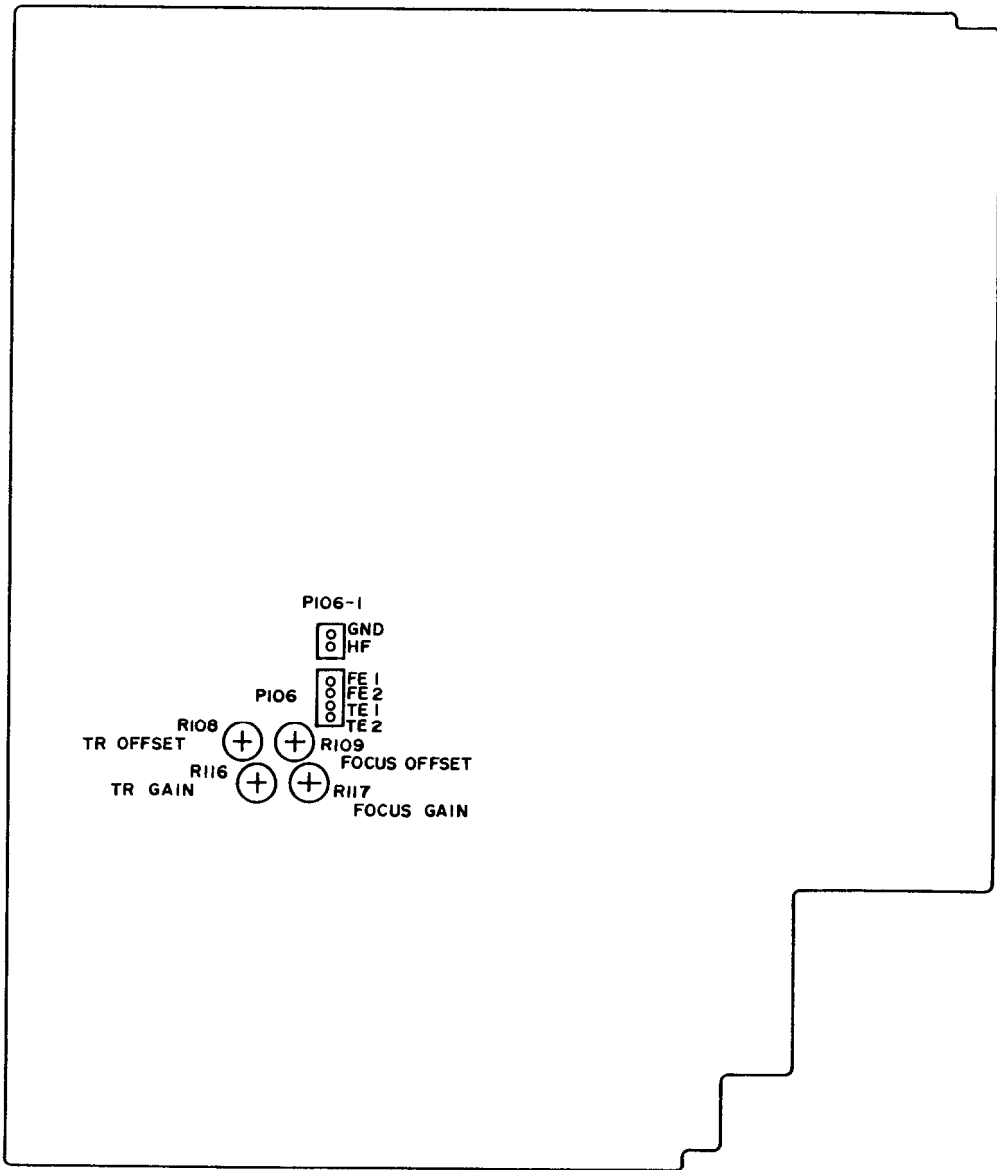 P106-1
GND
HF
P106
FE 1
FE 2
TE 1
TE 2
R108
TR OFFSET
R109
FOCUS OFFSET
R116
TR GAIN
R117
FOCUS GAIN